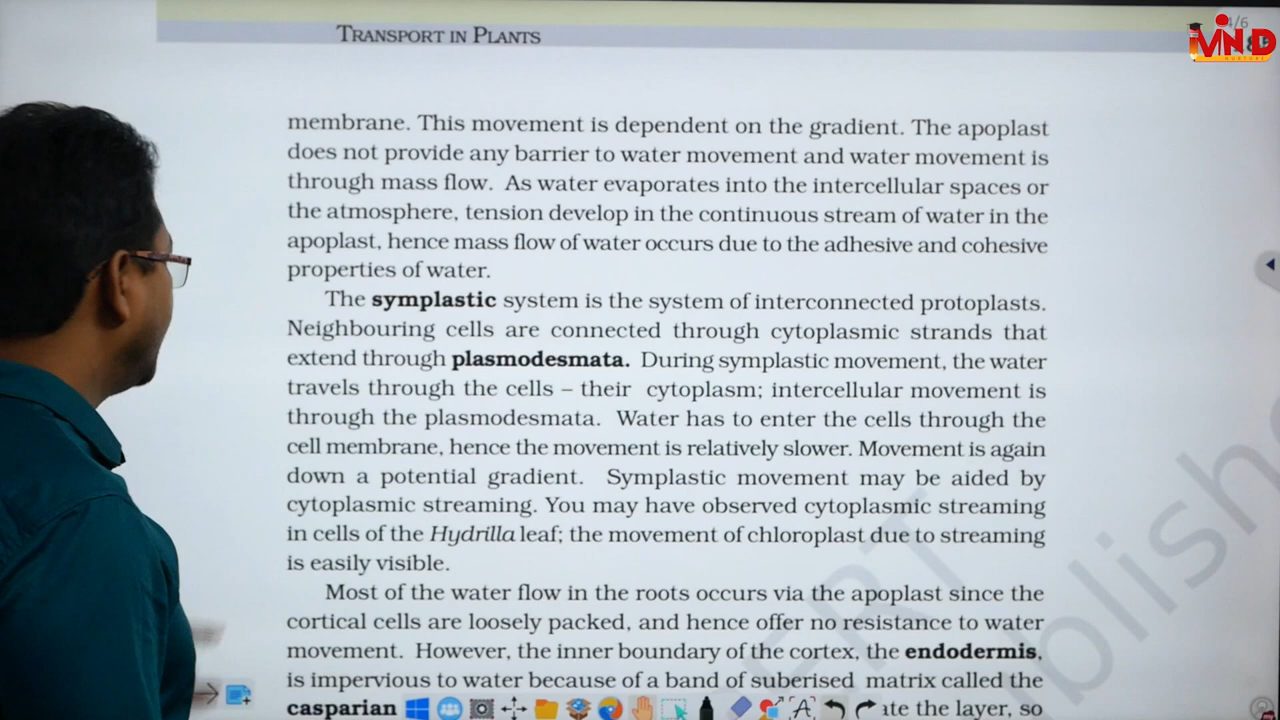 TRANSPORT IN PLANTS
4/6
iMIND
NURTURE
membrane. This movement is dependent on the gradient. The apoplast
does not provide any barrier to water movement and water movement is
through mass flow. As water evaporates into the intercellular spaces or
the atmosphere, tension develop in the continuous stream of water in the
apoplast, hence mass flow of water occurs due to the adhesive and cohesive
properties of water.
The symplastic system is the system of interconnected protoplasts.
Neighbouring cells are connected through cytoplasmic strands that
extend through plasmodesmata. During symplastic movement, the water
travels through the cells – their cytoplasm; intercellular movement is
through the plasmodesmata. Water has to enter the cells through the
cell membrane, hence the movement is relatively slower. Movement is again
down a potential gradient. Symplastic movement may be aided by
cytoplasmic streaming. You may have observed cytoplasmic streaming
in cells of the Hydrilla leaf; the movement of chloroplast due to streaming
is easily visible.
Most of the water flow in the roots occurs via the apoplast since the
cortical cells are loosely packed, and hence offer no resistance to water
movement. However, the inner boundary of the cortex, the endodermis,
is impervious to water because of a band of suberised matrix called the
casparian ate the layer, so